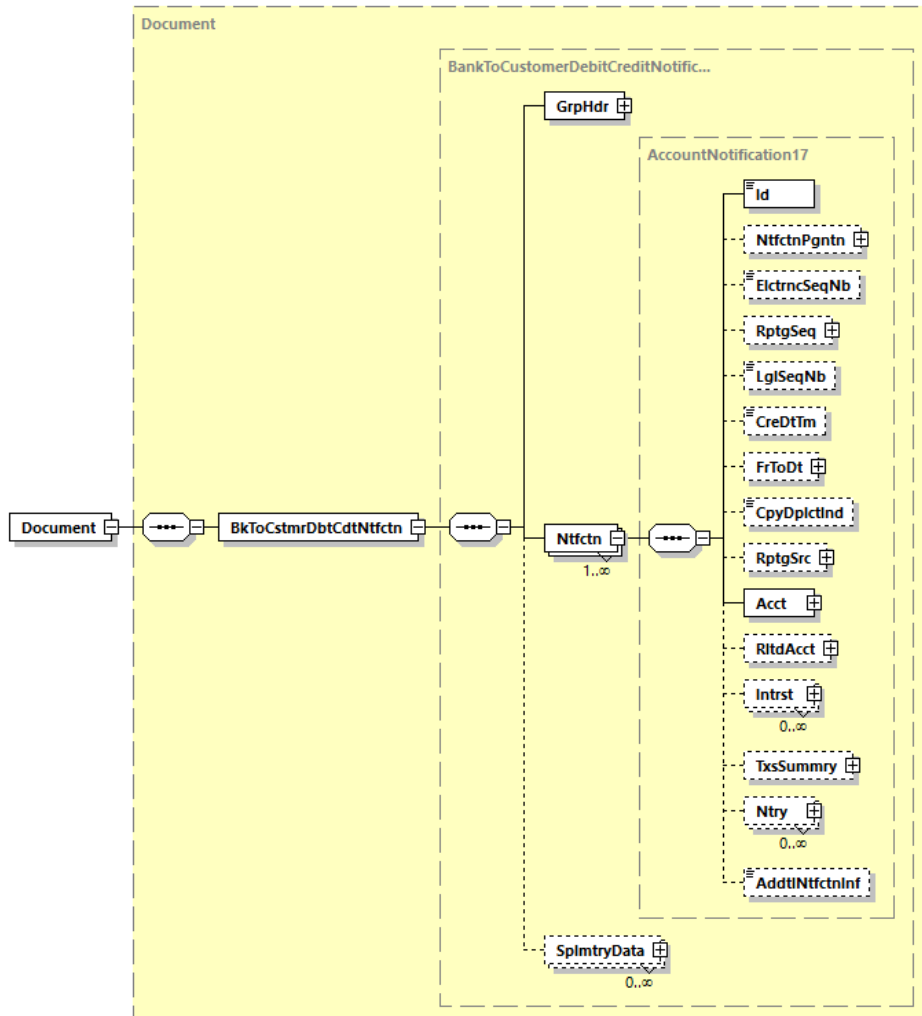 Document
BankToCustomerDebitCreditNotific...
GrpHdr
AccountNotification17
Id
NtfctnPgntn
ElctrncSeqNb
RptgSeq
LglSeqNb
CreDtTm
FrToDt
Document
BkToCstmrDbtCdtNtfctn
Ntfctn
1..∞
CpyDplctInd
RptgSrc
Acct
RltdAcct
Intrst
0..∞
TxsSummry
Ntry
0..∞
AddtlNtfctnInf
SplmtryData
0..∞